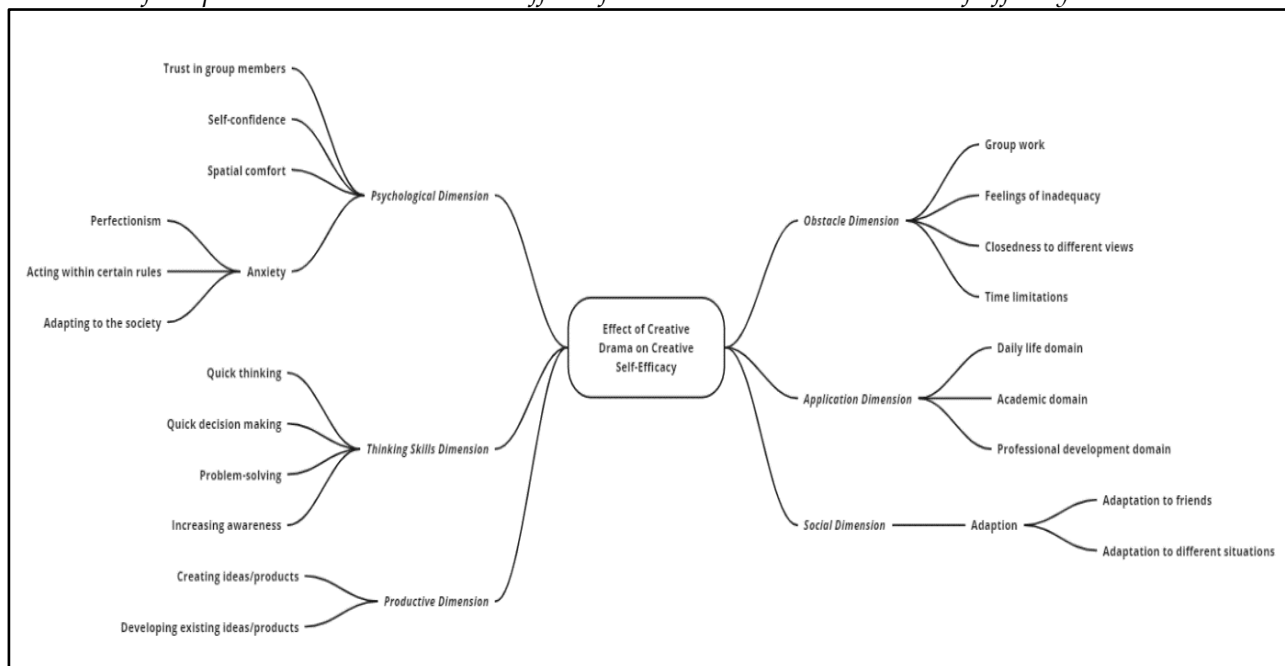 Trust in group members
Self-confidence
Spatial comfort
Psychological Dimension
Perfectionism
Acting within certain rules
Anxiety
Adapting to the society
Quick thinking
Quick decision making
Thinking Skills Dimension
Problem-solving
Increasing awareness
Creating ideas/products
Productive Dimension
Developing existing ideas/products
Effect of Creative
Drama on Creative
Self-Efficacy
Group work
Feelings of inadequacy
Obstacle Dimension
Closedness to different views
Time limitations
Daily life domain
Application Dimension
Academic domain
Professional development domain
Social Dimension
Adaption
Adaptation to friends
Adaptation to different situations